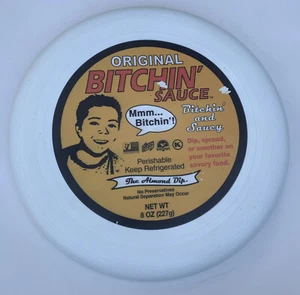 ORIGINAL
BITCHIN'
SAUCE
Bitchin'
and
Saucy
Mmm...
Bitchin'!
Dip, spread,
or smother on
your favorite
savory food.
Perishable
Keep Refrigerated
The Almond Dip.
No Preservatives
Natural Separation May Occur
NET WT
8 OZ (227g)